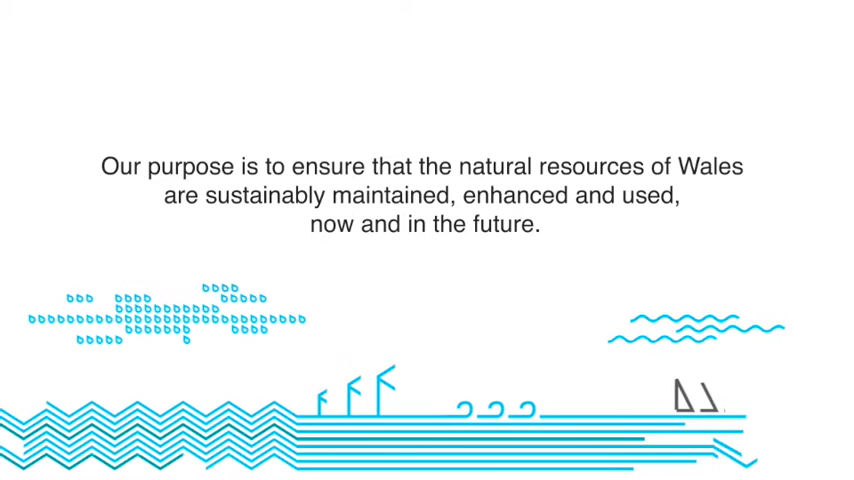 Our purpose is to ensure that the natural resources of Wales
are sustainably maintained, enhanced and used,
now and in the future.